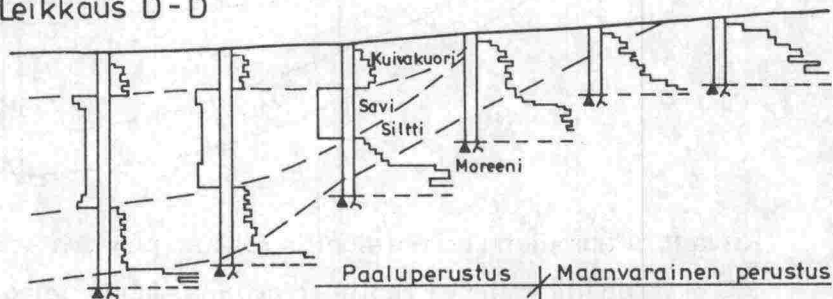 Leikkaus D-D
Kuivakuori
Savi
Siltti
Moreeni
Paaluperustus
Maanvarainen perustus